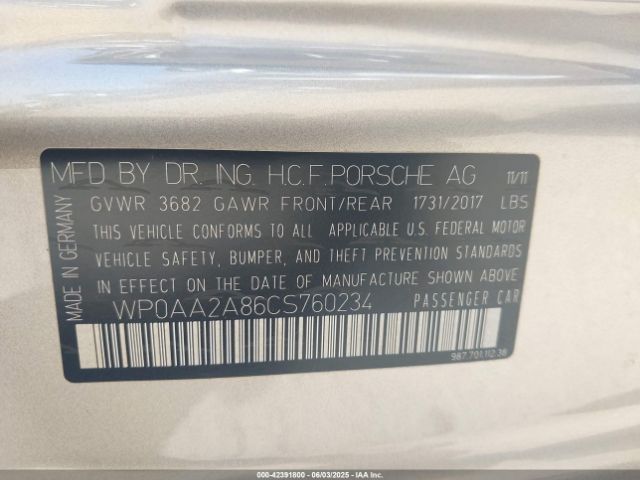 MFD BY DR. ING. H.C.F. PORSCHE AG 11/11
GVWR 3682 GAWR FRONT/REAR 1731/2017 LBS
THIS VEHICLE CONFORMS TO ALL APPLICABLE U.S. FEDERAL MOTOR
VEHICLE SAFETY, BUMPER, AND THEFT PREVENTION STANDARDS
IN EFFECT ON THE DATE OF MANUFACTURE SHOWN ABOVE
WP0AA2A86CS760234 PASSENGER CAR
987.701.112.38
MADE IN GERMANY
000-42391800 - 06/03/2025 - IAAI